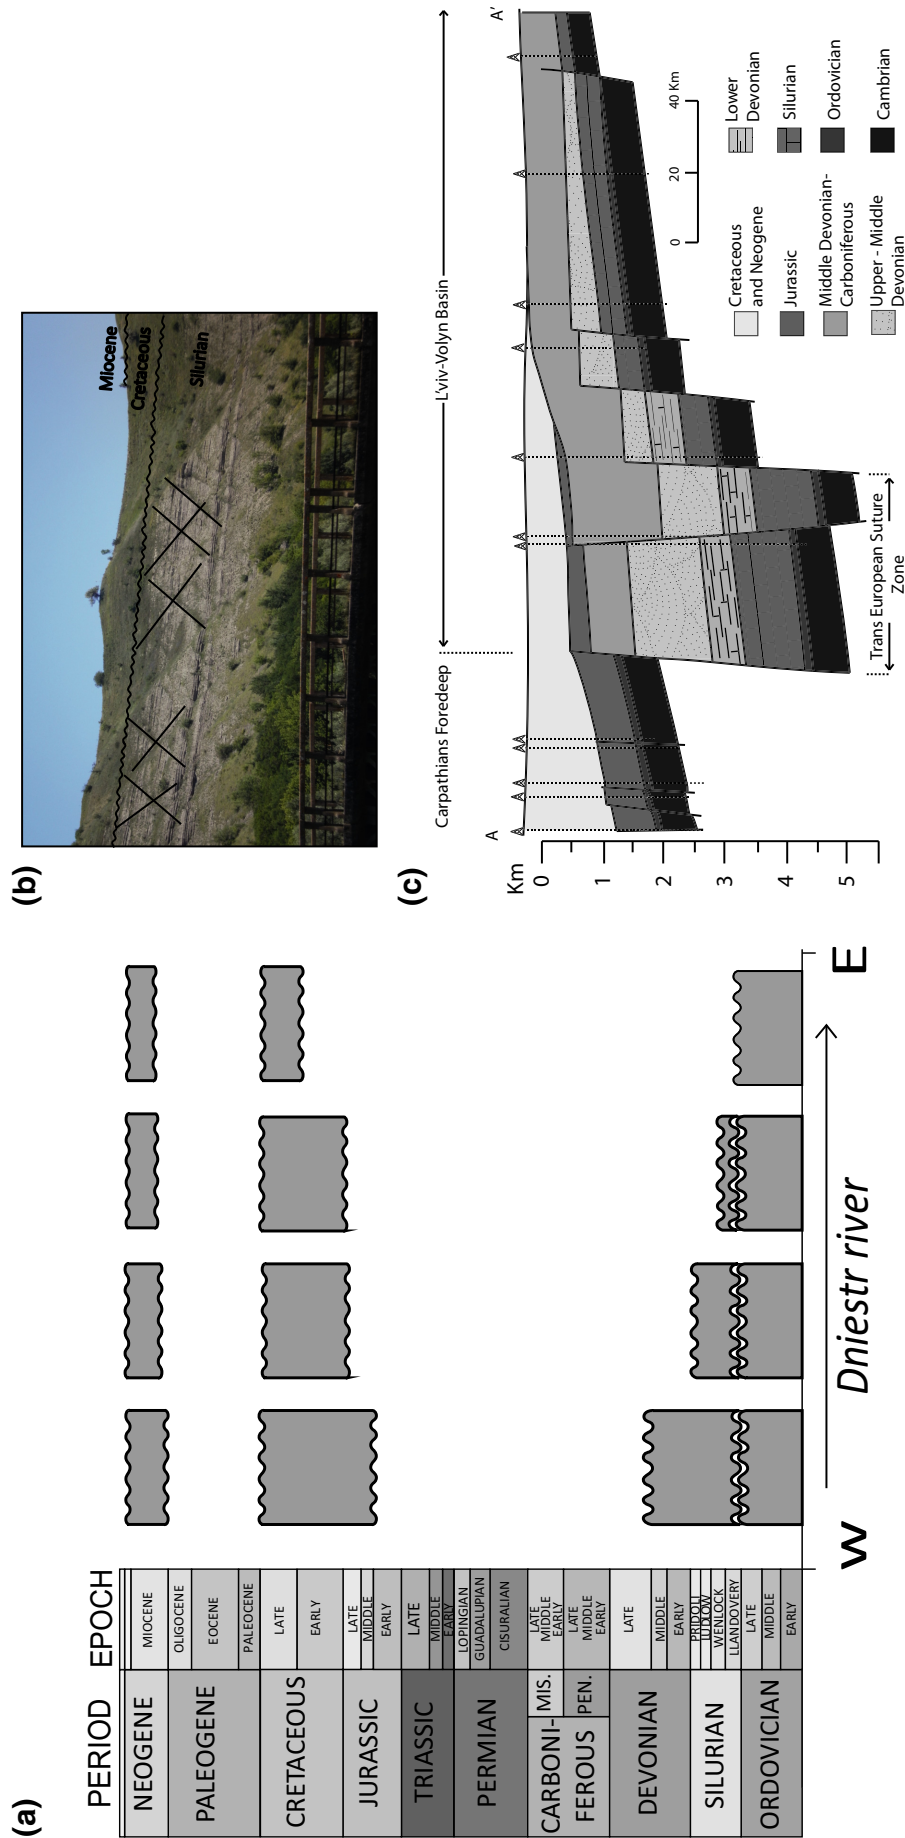 (a)
PERIOD
EPOCH
NEOGENE
MIOCENE
PALEOGENE
OLIGOCENE
EOCENE
PALEOCENE
CRETACEOUS
LATE
EARLY
JURASSIC
LATE
MIDDLE
EARLY
TRIASSIC
LATE
MIDDLE
EARLY
PERMIAN
LOPINGIAN
GUADALUPIAN
CISURALIAN
CARBONI-
FEROUS
MIS.
LATE
MIDDLE
EARLY
PEN.
LATE
MIDDLE
EARLY
DEVONIAN
LATE
MIDDLE
EARLY
SILURIAN
PRIDOLI
LUDLOW
WENLOCK
LLANDOVERY
ORDOVICIAN
LATE
MIDDLE
EARLY
W
Dniestr river
E
(b)
Miocene
Cretaceous
Silurian
(c)
Carpathians Foredeep
L'viv-Volyn Basin
A
A'
Km
0
1
2
3
4
5
Trans European Suture
Zone
0
20
40 Km
Cretaceous
and Neogene
Jurassic
Middle Devonian-
Carboniferous
Upper - Middle
Devonian
Lower
Devonian
Silurian
Ordovician
Cambrian